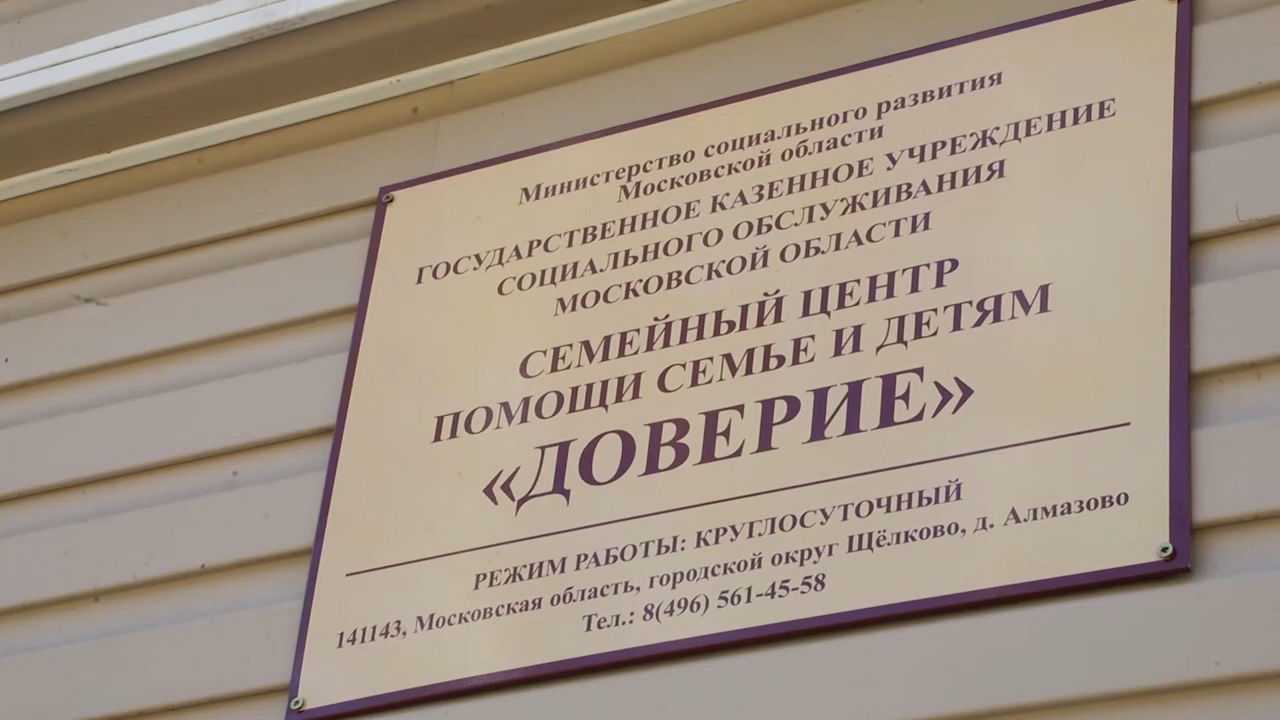 Министерство социального развития
Московской области
ГОСУДАРСТВЕННОЕ КАЗЕННОЕ УЧРЕЖДЕНИЕ
СОЦИАЛЬНОГО ОБСЛУЖИВАНИЯ
МОСКОВСКОЙ ОБЛАСТИ
СЕМЕЙНЫЙ ЦЕНТР
ПОМОЩИ СЕМЬЕ И ДЕТЯМ
«ДОВЕРИЕ»
РЕЖИМ РАБОТЫ: КРУГЛОСУТОЧНЫЙ
141143, Московская область, городской округ Щёлково, д. Алмазово
Тел.: 8(496) 561-45-58